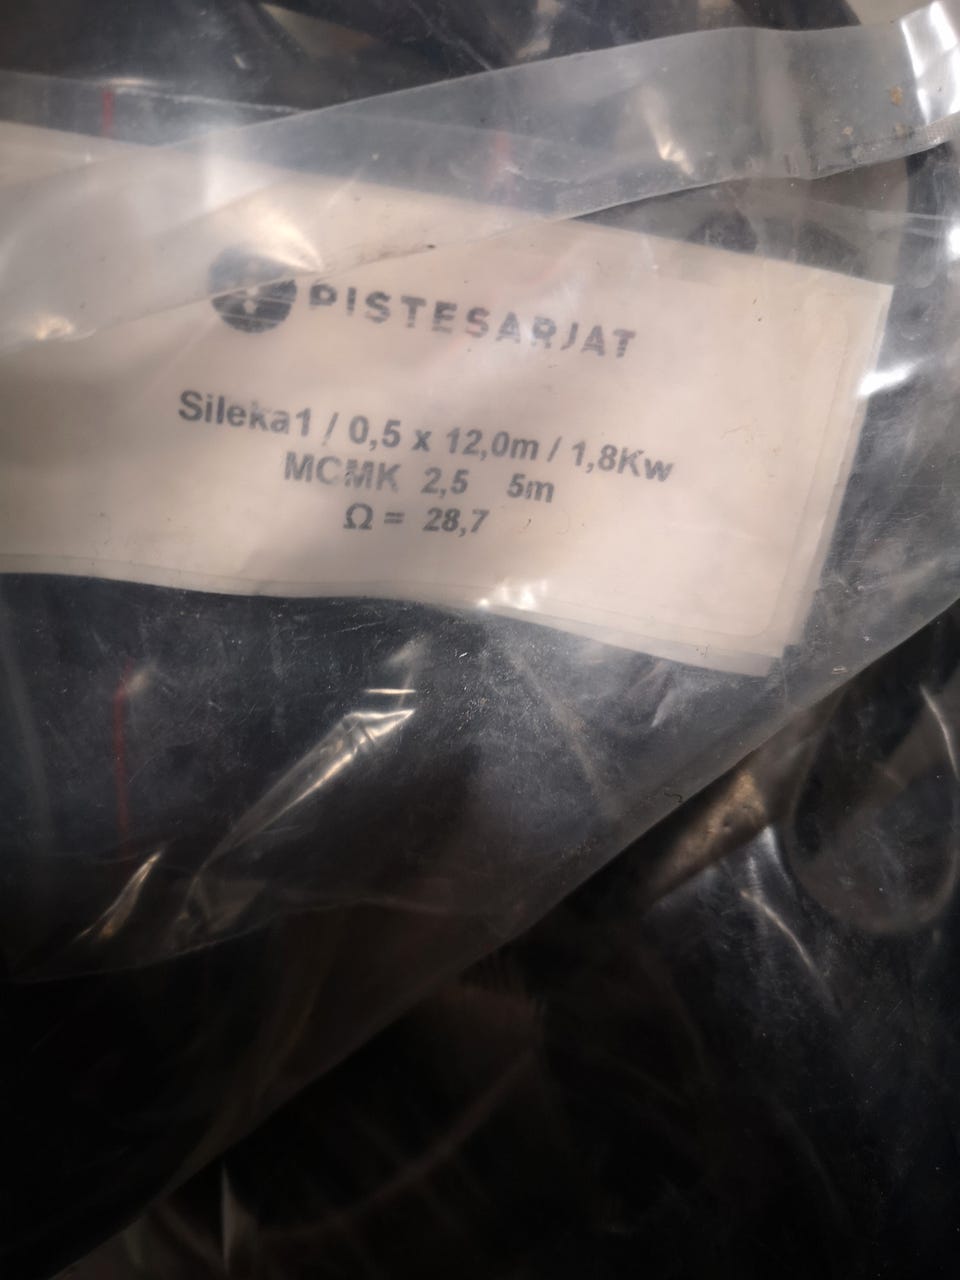 PISTESARJAT
Sileka1 / 0,5 x 12,0m / 1,8Kw
MCMK 2,5 5m
Ω = 28,7